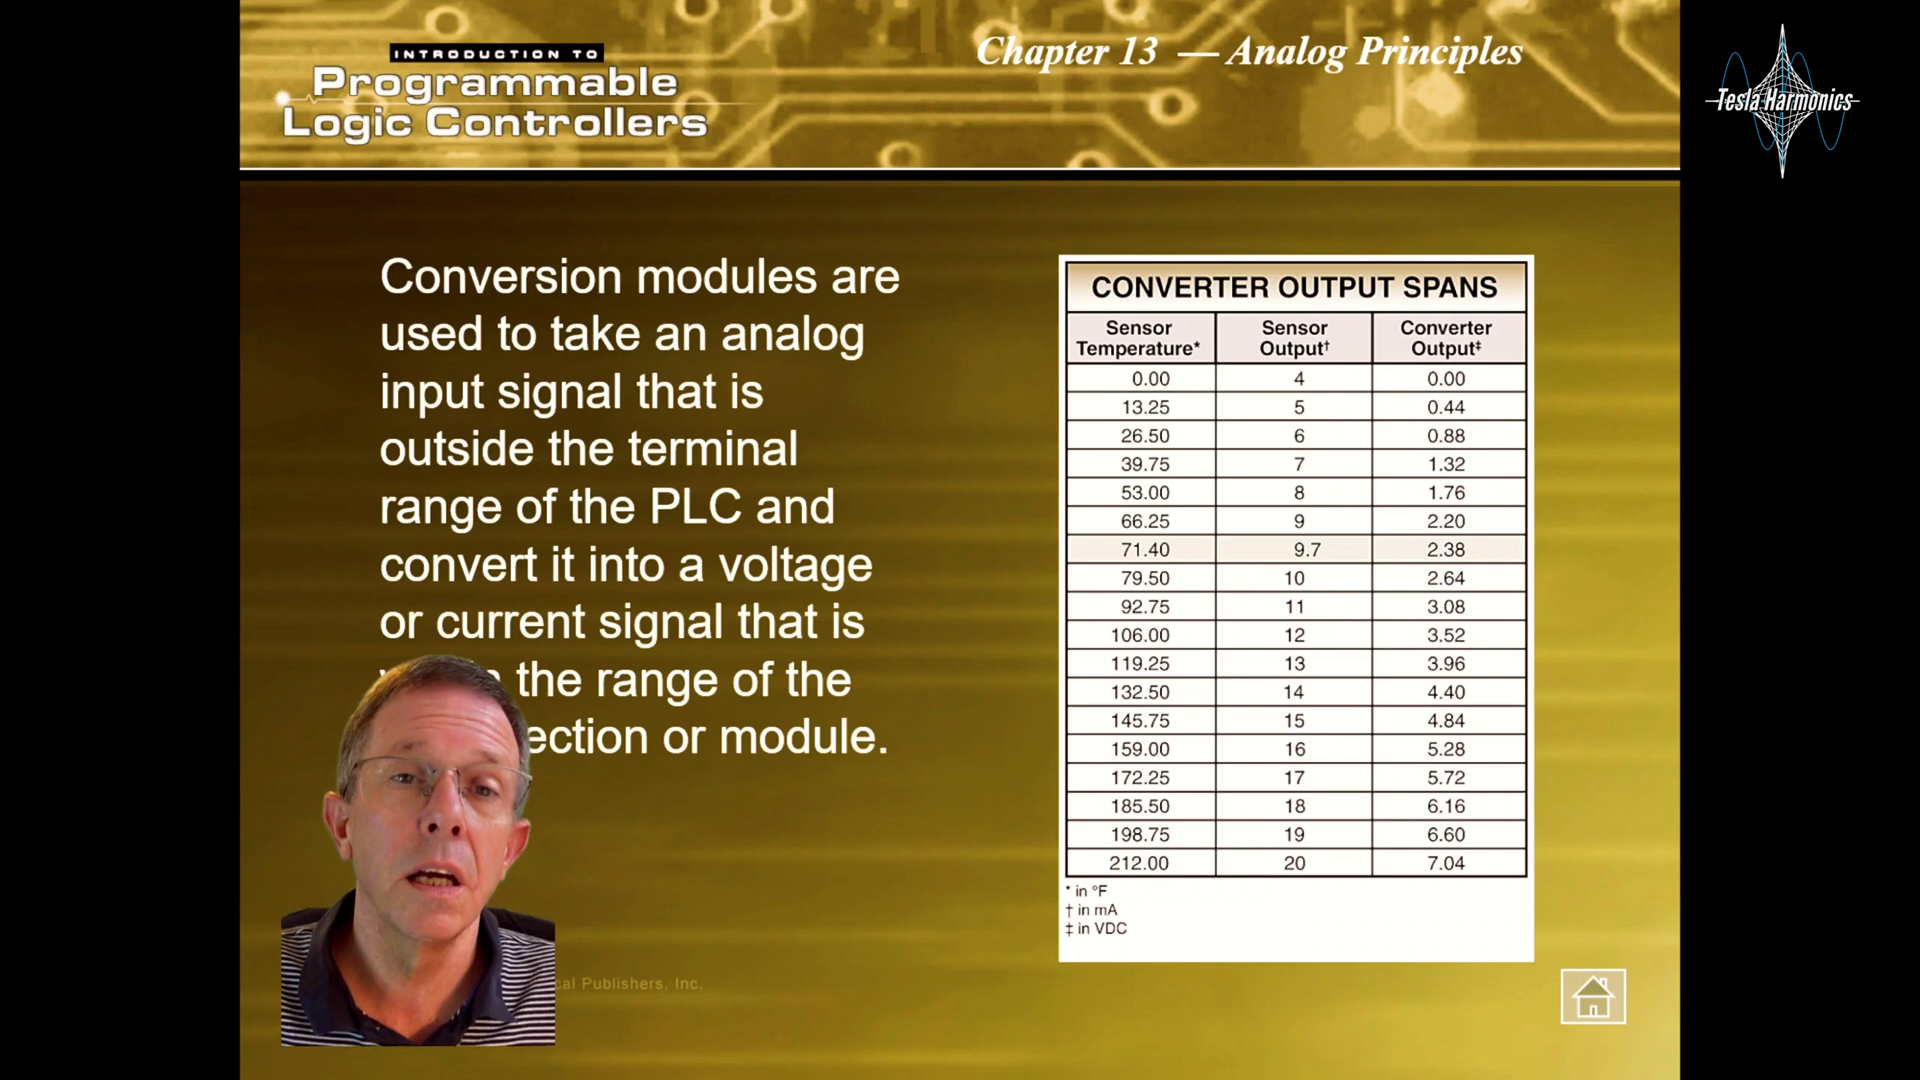 INTRODUCTION TO
Programmable
Logic Controllers
Chapter 13 — Analog Principles
Tesla Harmonics
Conversion modules are
used to take an analog
input signal that is
outside the terminal
range of the PLC and
convert it into a voltage
or current signal that is
the range of the
ection or module.
CONVERTER OUTPUT SPANS
Sensor Temperature* Sensor Output† Converter Output‡
0.00 4 0.00
13.25 5 0.44
26.50 6 0.88
39.75 7 1.32
53.00 8 1.76
66.25 9 2.20
71.40 9.7 2.38
79.50 10 2.64
92.75 11 3.08
106.00 12 3.52
119.25 13 3.96
132.50 14 4.40
145.75 15 4.84
159.00 16 5.28
172.25 17 5.72
185.50 18 6.16
198.75 19 6.60
212.00 20 7.04
* in °F
† in mA
‡ in VDC
cal Publishers, Inc.